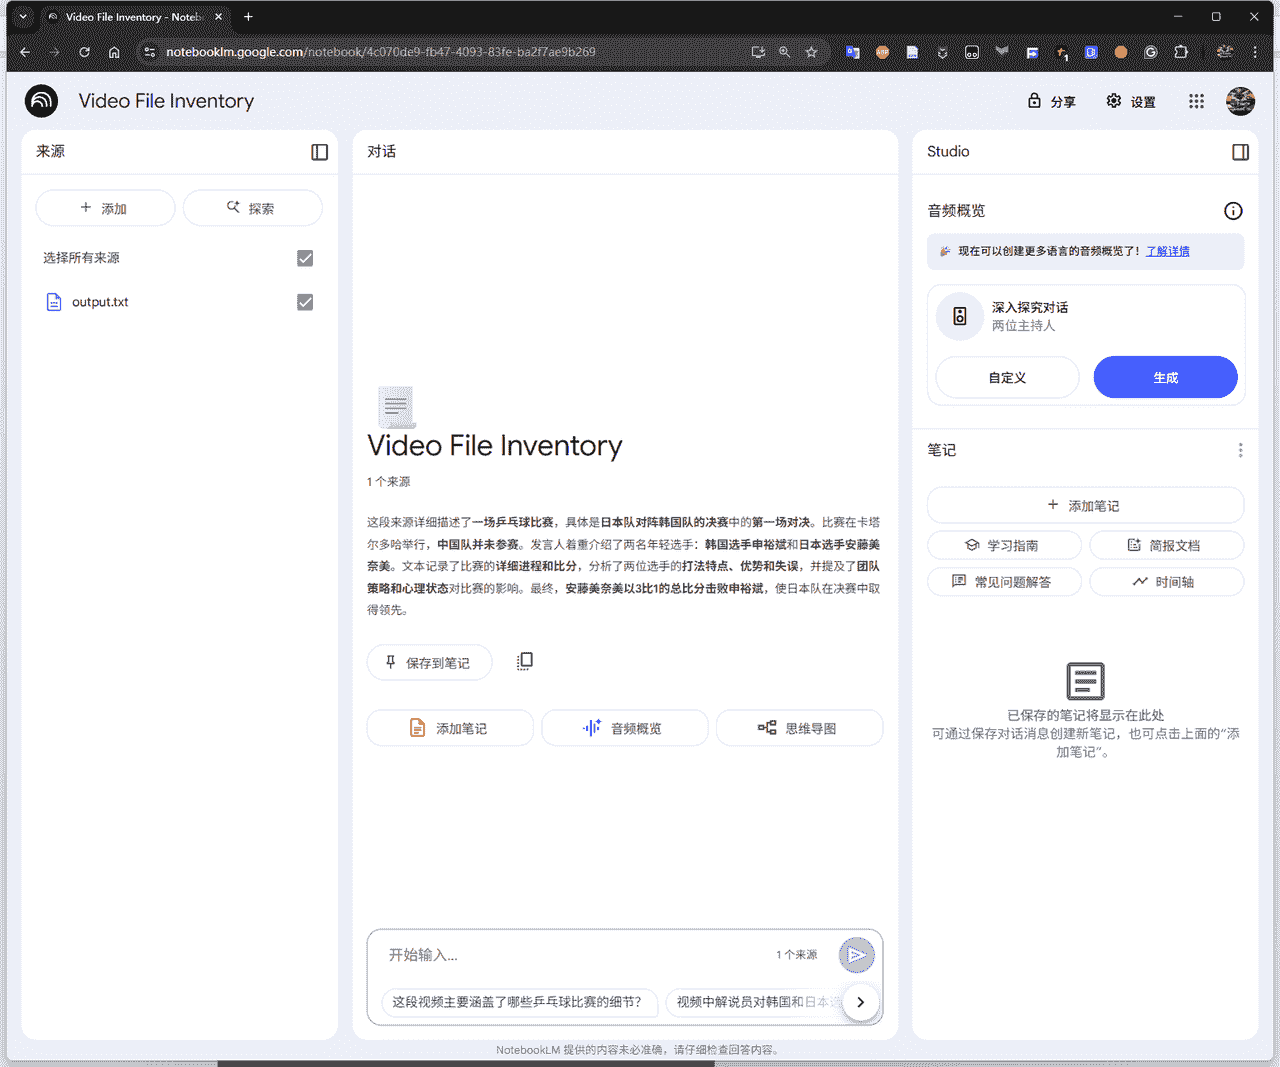 Video File Inventory - Noteb
notebooklm.google.com/notebook/4c070de9-fb47-4093-83fe-ba2f7ae9b269
Video File Inventory
分享
设置
来源
添加
探索
选择所有来源
output.txt
对话
Video File Inventory
1 个来源
这段来源详细描述了一场乒乓球比赛，具体是日本队对阵韩国队的决赛中的第一场对决。比赛在卡塔
尔多哈举行，中国队并未参赛。发言人着重介绍了两名年轻选手：韩国选手申裕斌和日本选手安藤美
奈美。文本记录了比赛的详细进程和比分，分析了两位选手的打法特点、优势和失误，并提及了团队
策略和心理状态对比赛的影响。最终，安藤美奈美以3比1的总比分击败申裕斌，使日本队在决赛中取
得领先。
保存到笔记
添加笔记
音频概览
思维导图
开始输入...
1 个来源
这段视频主要涵盖了哪些乒乓球比赛的细节？
视频中解说员对韩国和日本选
NotebookLM 提供的内容未必准确，请仔细检查回答内容。
Studio
音频概览
现在可以创建更多语言的音频概览了！了解详情
深入探究对话
两位主持人
自定义
生成
笔记
添加笔记
学习指南
简报文档
常见问题解答
时间轴
已保存的笔记将显示在此处
可通过保存对话消息创建新笔记，也可点击上面的“添
加笔记”。